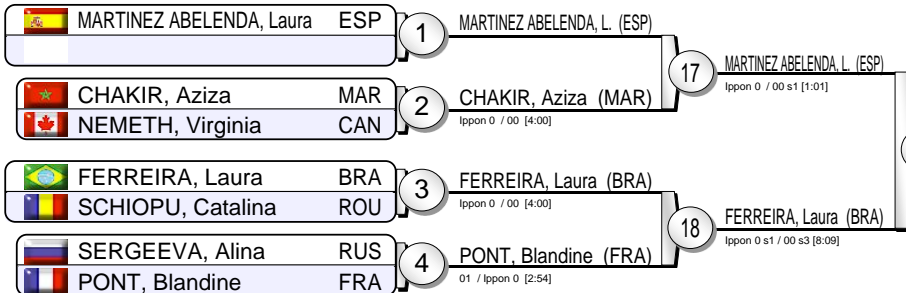 MARTINEZ ABELENDA, Laura ESP
1
MARTINEZ ABELENDA, L. (ESP)
17
MARTINEZ ABELENDA, L. (ESP)
Ippon 0 / 00 s1 [1:01]
CHAKIR, Aziza MAR
NEMETH, Virginia CAN
2
CHAKIR, Aziza (MAR)
Ippon 0 / 00 [4:00]
FERREIRA, Laura BRA
SCHIOPU, Catalina ROU
3
FERREIRA, Laura (BRA)
Ippon 0 / 00 [4:00]
18
FERREIRA, Laura (BRA)
Ippon 0 s1 / 00 s3 [8:09]
SERGEEVA, Alina RUS
PONT, Blandine FRA
4
PONT, Blandine (FRA)
01 / Ippon 0 [2:54]